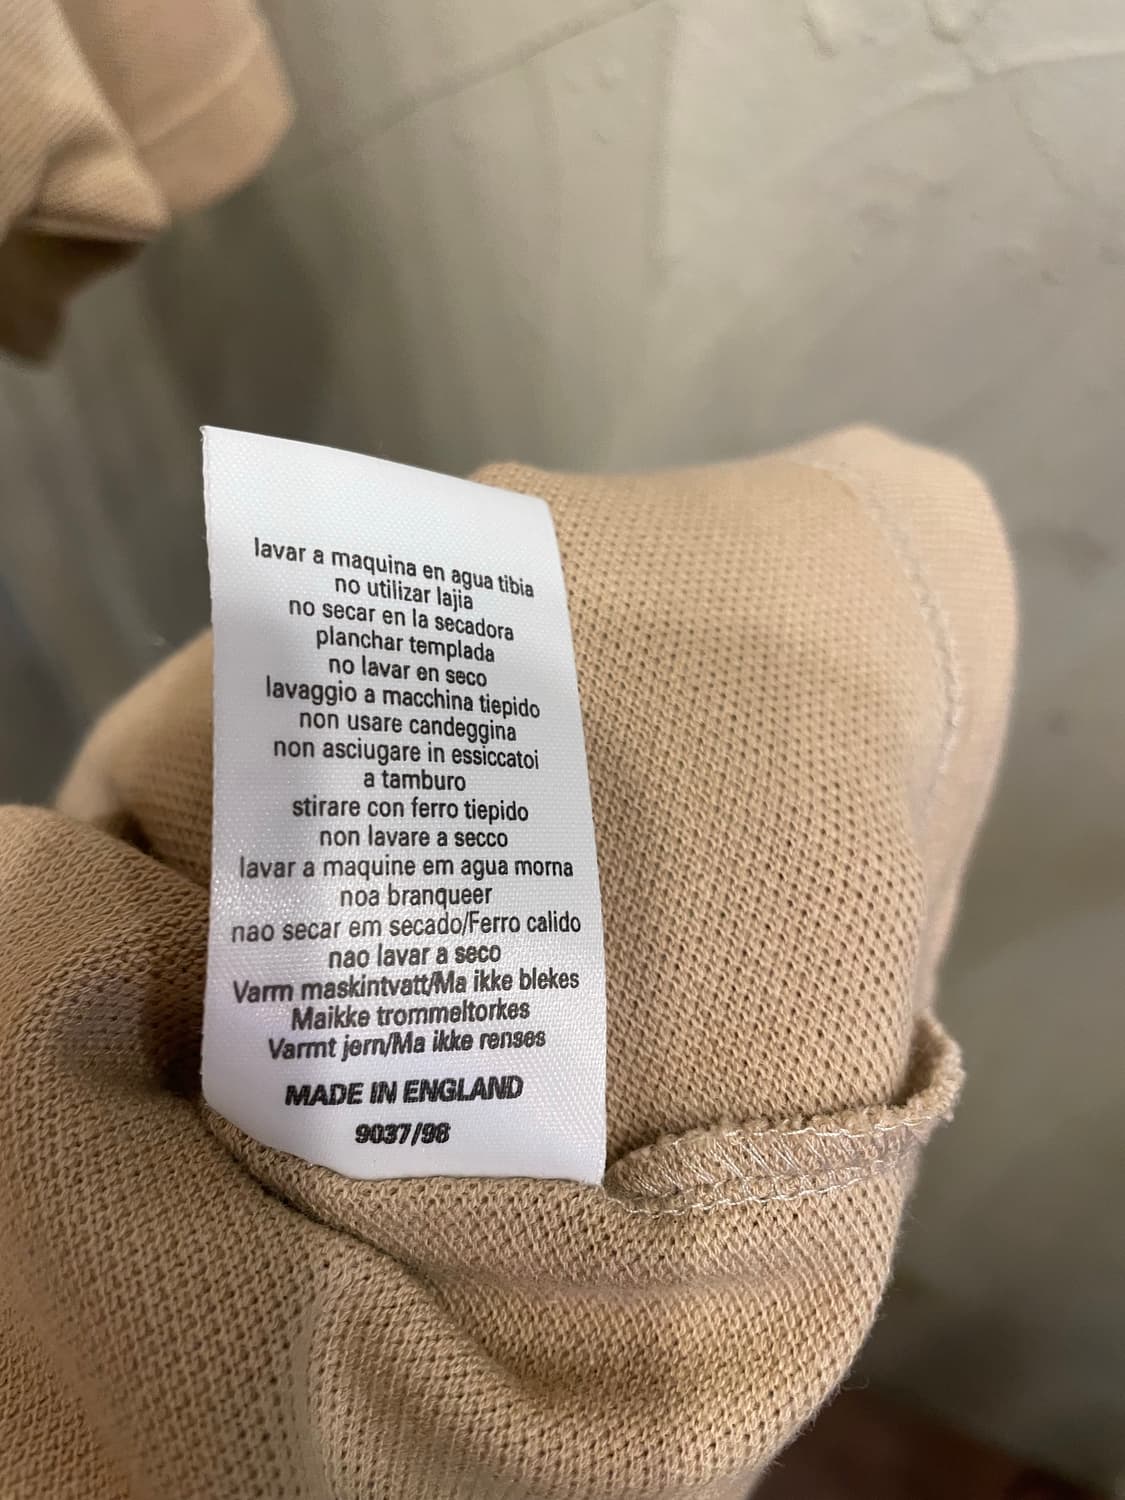 lavar a maquina en agua tibia
no utilizar lajia
no secar en la secadora
planchar templada
no lavar en seco
lavaggio a macchina tiepido
non usare candeggina
non asciugare in essiccatoi
a tamburo
stirare con ferro tiepido
non lavare a secco
lavar a maquine em agua morna
noa branqueer
nao secar em secado/Ferro calido
nao lavar a seco
Varm maskintvatt/Ma ikke blekes
Maikke trommeltorkes
Varmt jern/Ma ikke renses
MADE IN ENGLAND
9037/98